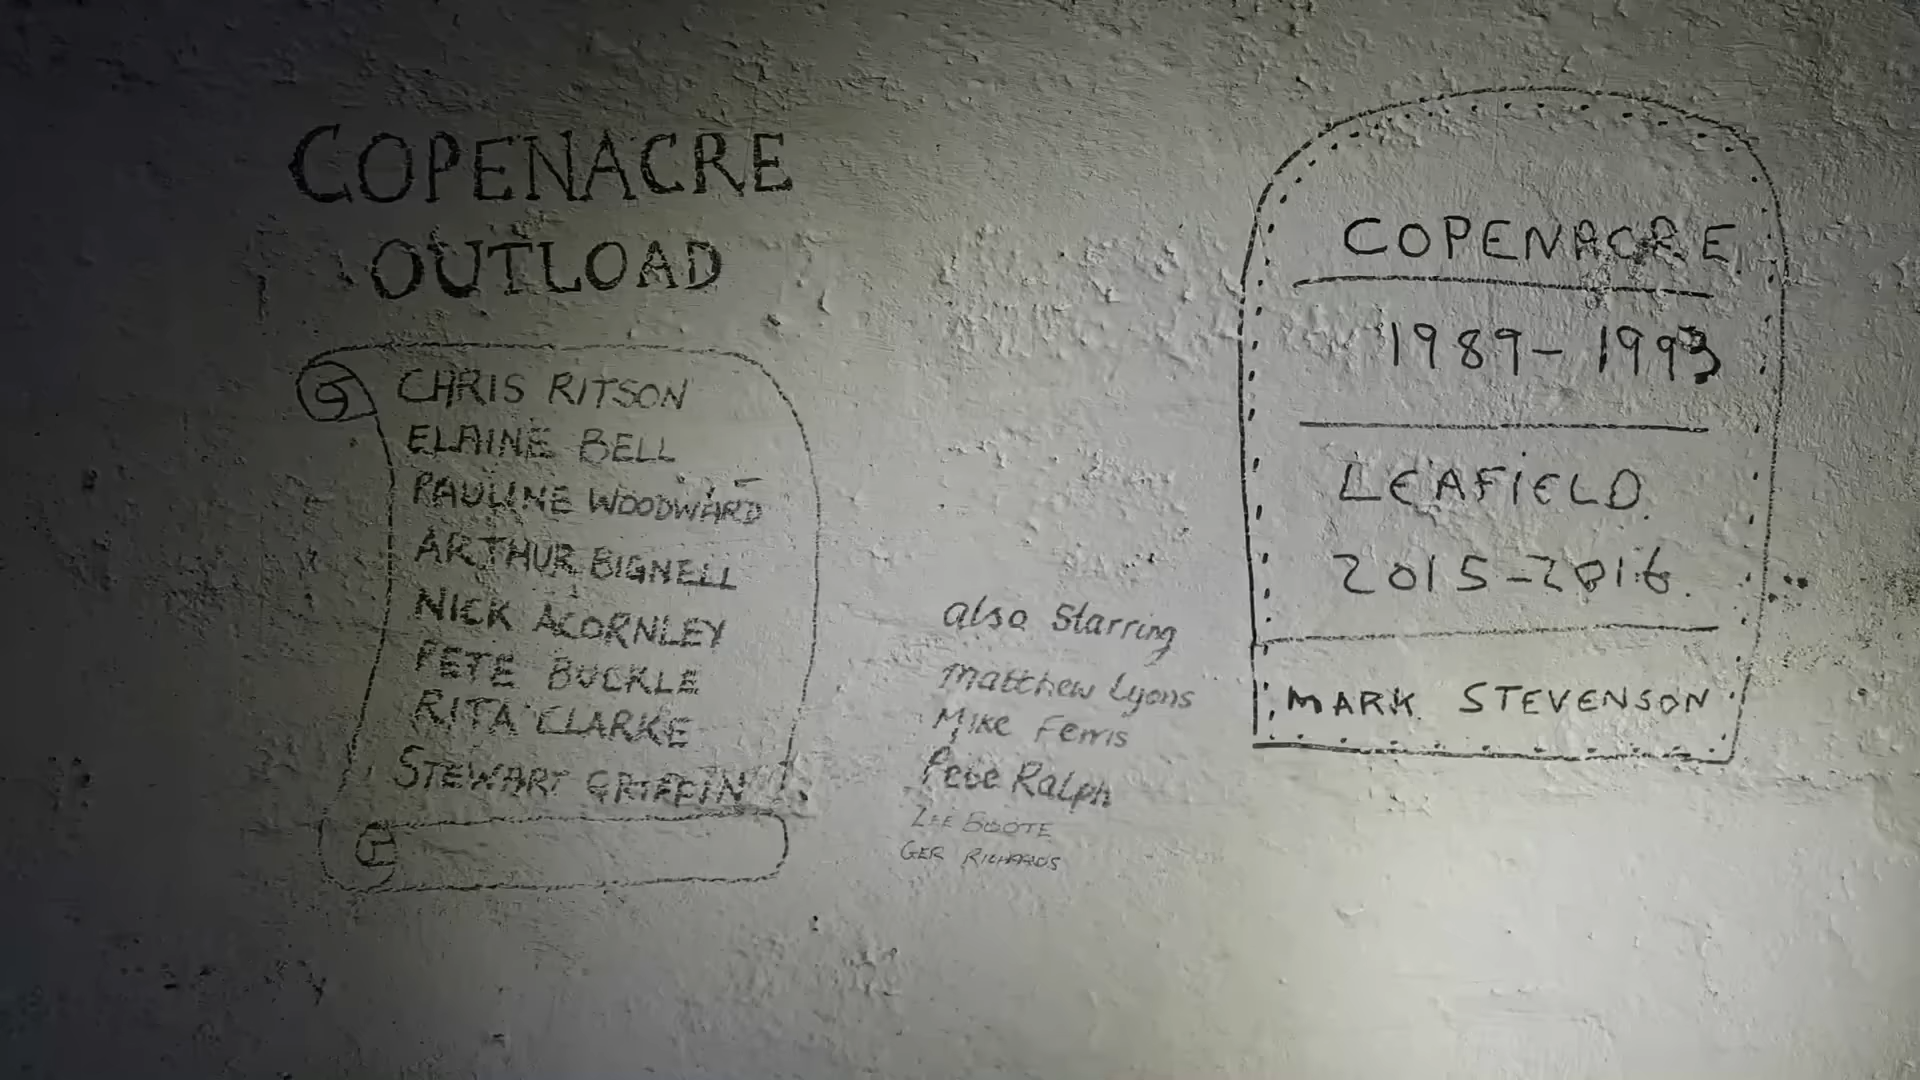 COPENACRE
OUTLOAD
CHRIS RITSON
ELAINE BELL
PAULINE WOODWARD
ARTHUR BIGNELL
NICK ACORNLEY
PETE BUCKLE
RITA CLARKE
STEWART GRIFFIN
also Starring
Matthew Lyons
Mike Ferris
Pete Ralph
LEE FOOTE
GER RICHARDS
COPENACRE.
1989-1993
LEAFIELD.
2015-2016.
MARK. STEVENSON